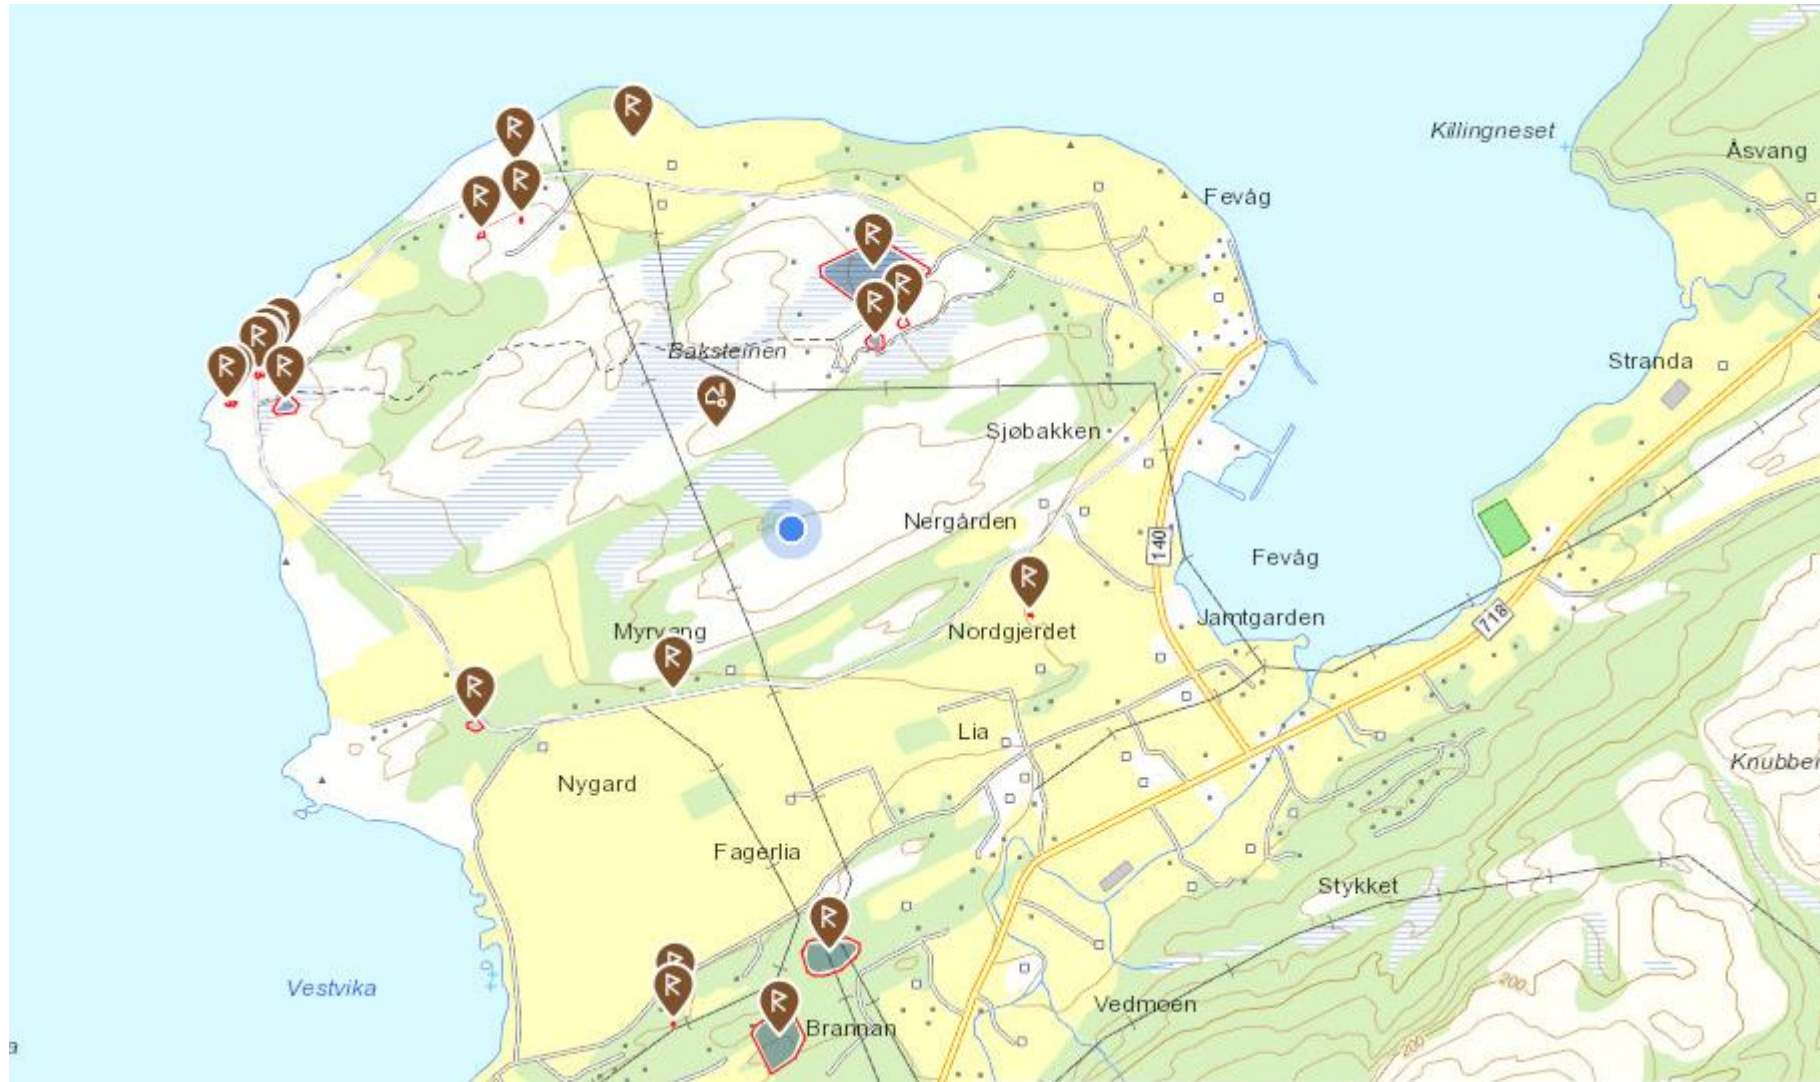 Killingneset
Åsvang
Fevåg
Baksteinen
Stranda
Sjøbakken
Nergården
140
Fevåg
Jamtgarden
718
Myrvang
Nordgjerdet
Lia
Nygard
Knubben
Fagerlia
Stykket
Vestvika
200
Vedmoen
Brannan
a
200